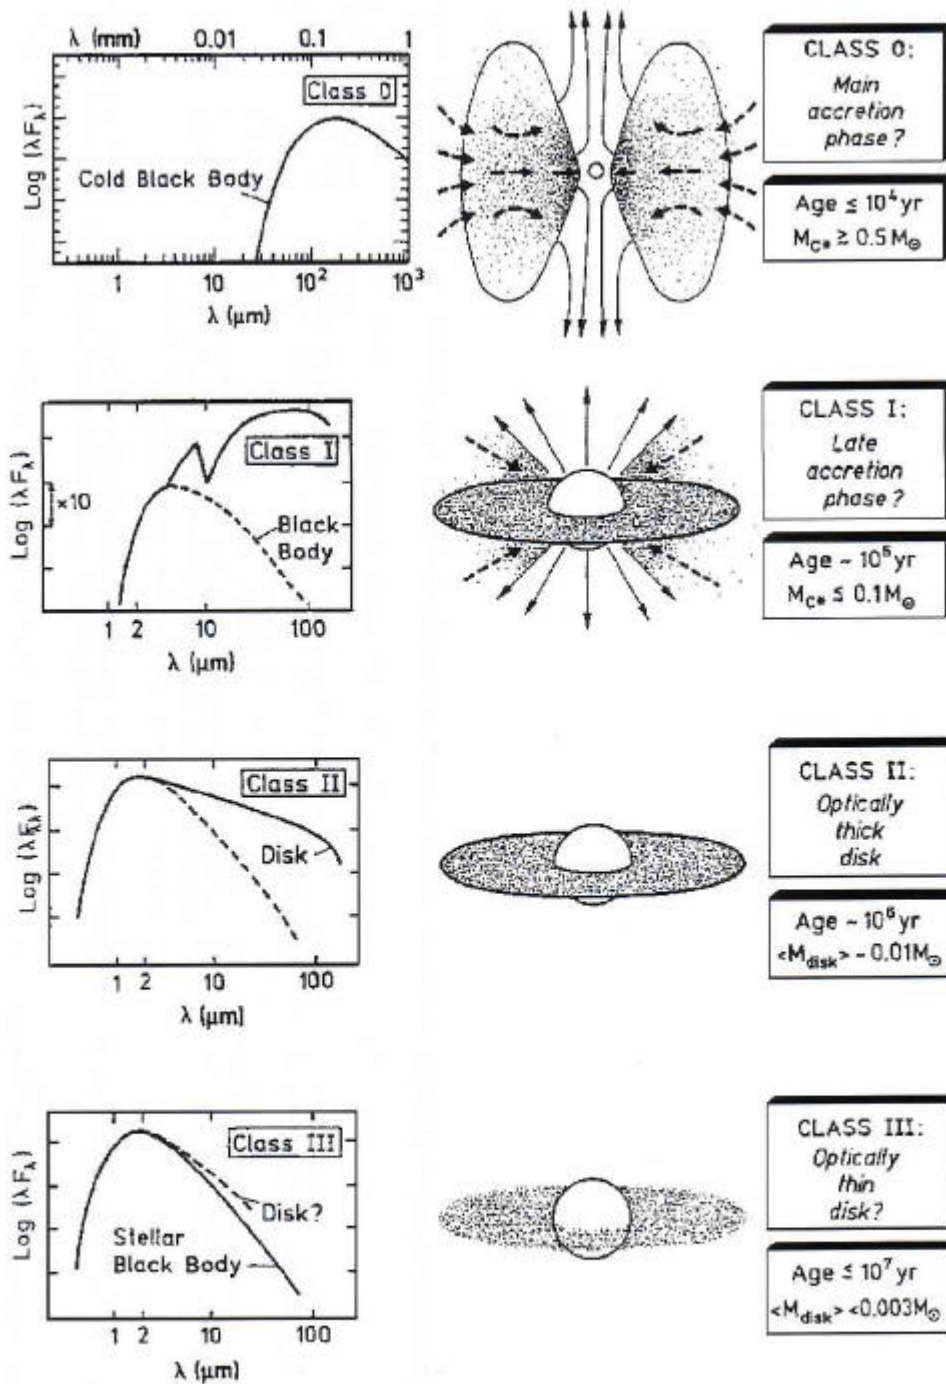 λ (mm) 0.01 0.1 1
Class 0
Cold Black Body
Log (λF_λ)
1 10 10² 10³
λ (μm)
CLASS 0:
Main
accretion
phase?
Age ≤ 10⁴ yr
M_C* ≥ 0.5 M_⊙
Class I
×10
Black
Body
Log (λF_λ)
1 2 10 100
λ (μm)
CLASS I:
Late
accretion
phase?
Age ~ 10⁵ yr
M_C* ≤ 0.1 M_⊙
Class II
Disk
Log (λF_λ)
1 2 10 100
λ (μm)
CLASS II:
Optically
thick
disk
Age ~ 10⁶ yr
<M_disk> ~ 0.01 M_⊙
Class III
Disk?
Stellar
Black Body
Log (λF_λ)
1 2 10 100
λ (μm)
CLASS III:
Optically
thin
disk?
Age ≤ 10⁷ yr
<M_disk> < 0.003 M_⊙